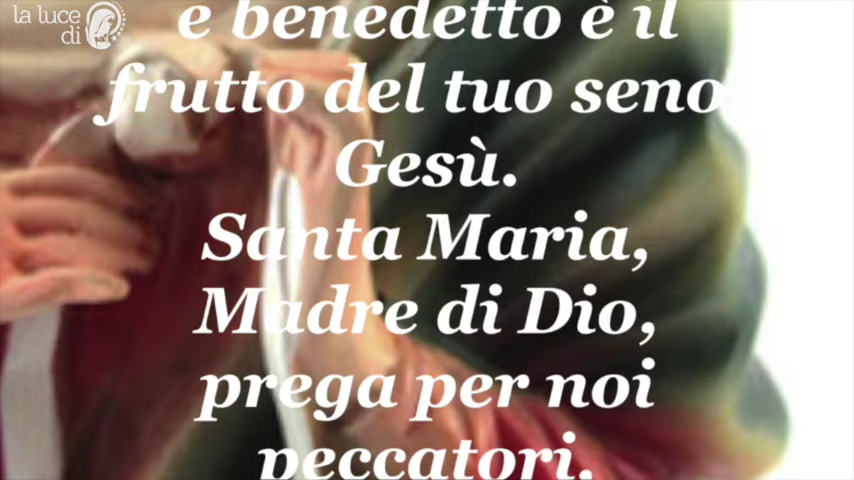 la luce
di
e benedetto è il
frutto del tuo seno
Gesù.
Santa Maria,
Madre di Dio,
prega per noi
peccatori,